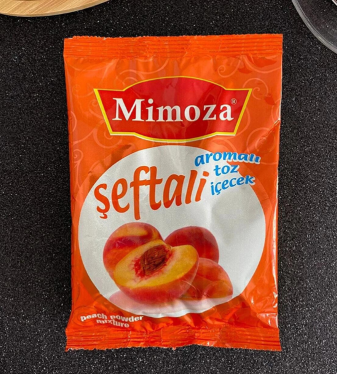 Mimoza®
aromalı
toz
içecek
şeftali
peach powder
mixture